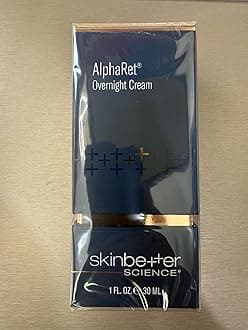 AlphaRet®
Overnight Cream
skinbetter
SCIENCE®
1 FL. OZ. ℮ 30 ML